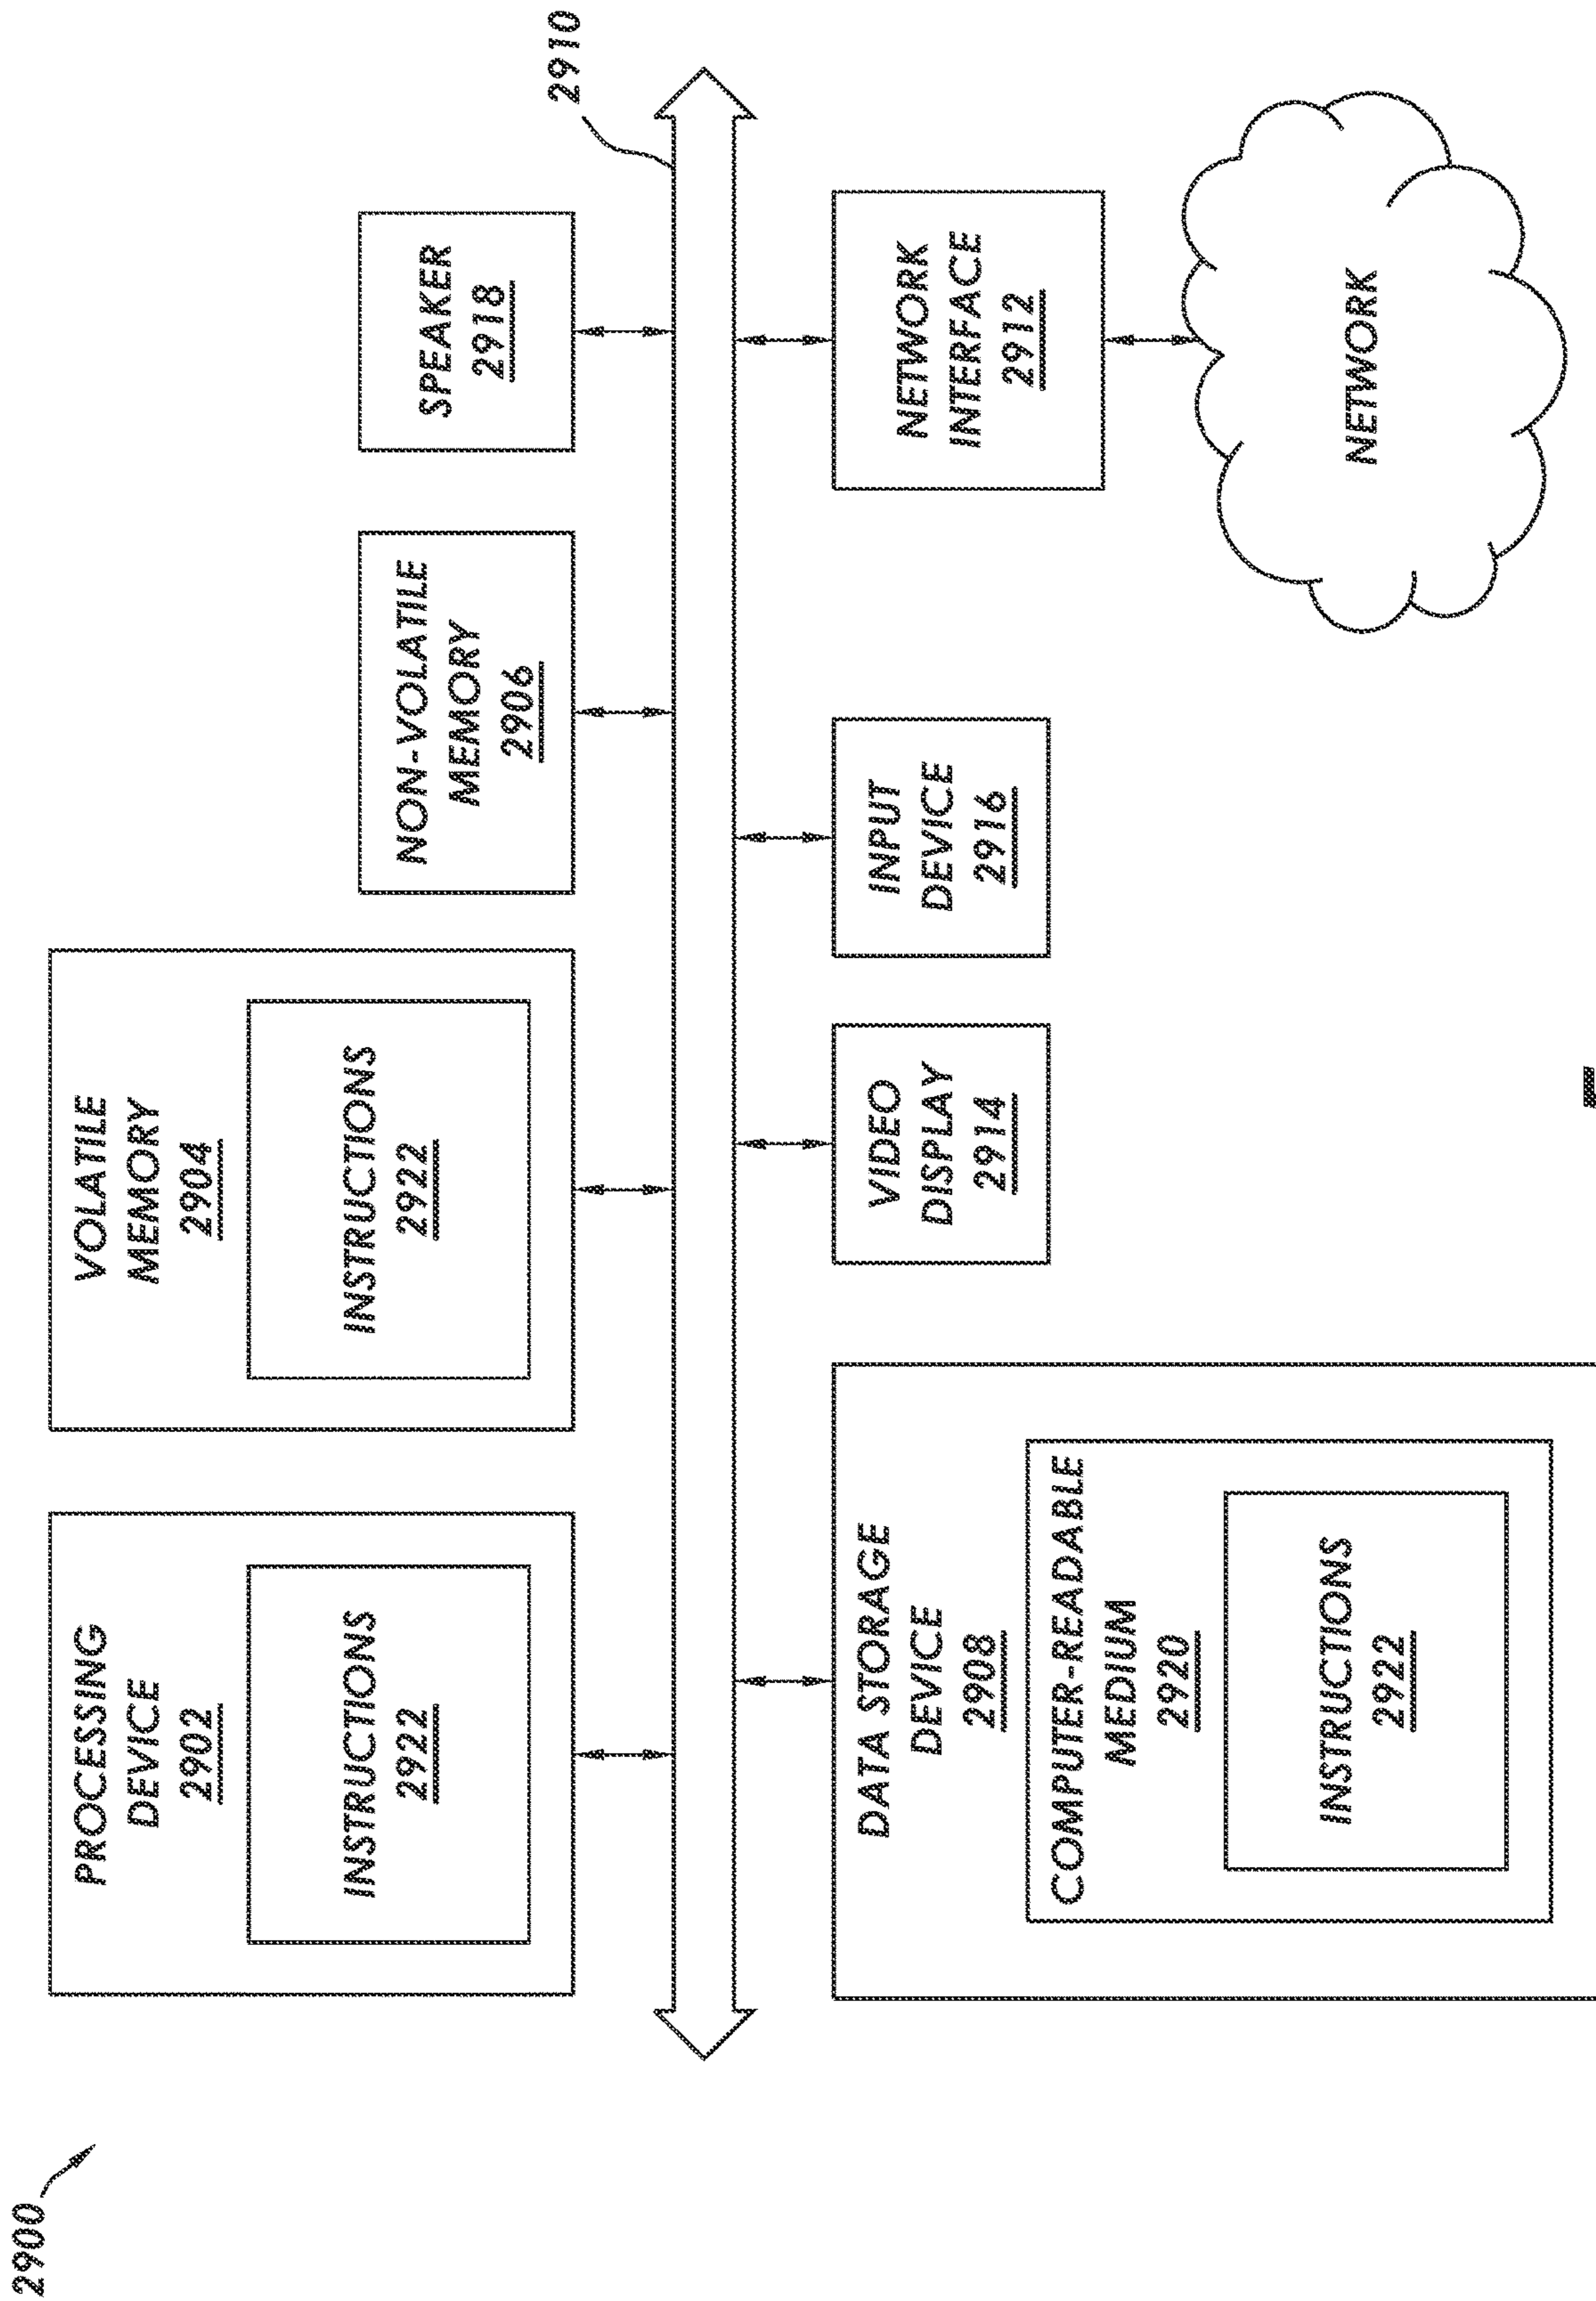 2900
PROCESSING
DEVICE
2902
INSTRUCTIONS
2922
VOLATILE
MEMORY
2904
INSTRUCTIONS
2922
NON-VOLATILE
MEMORY
2906
SPEAKER
2918
2910
DATA STORAGE
DEVICE
2908
COMPUTER-READABLE
MEDIUM
2920
INSTRUCTIONS
2922
VIDEO
DISPLAY
2914
INPUT
DEVICE
2916
NETWORK
INTERFACE
2912
NETWORK